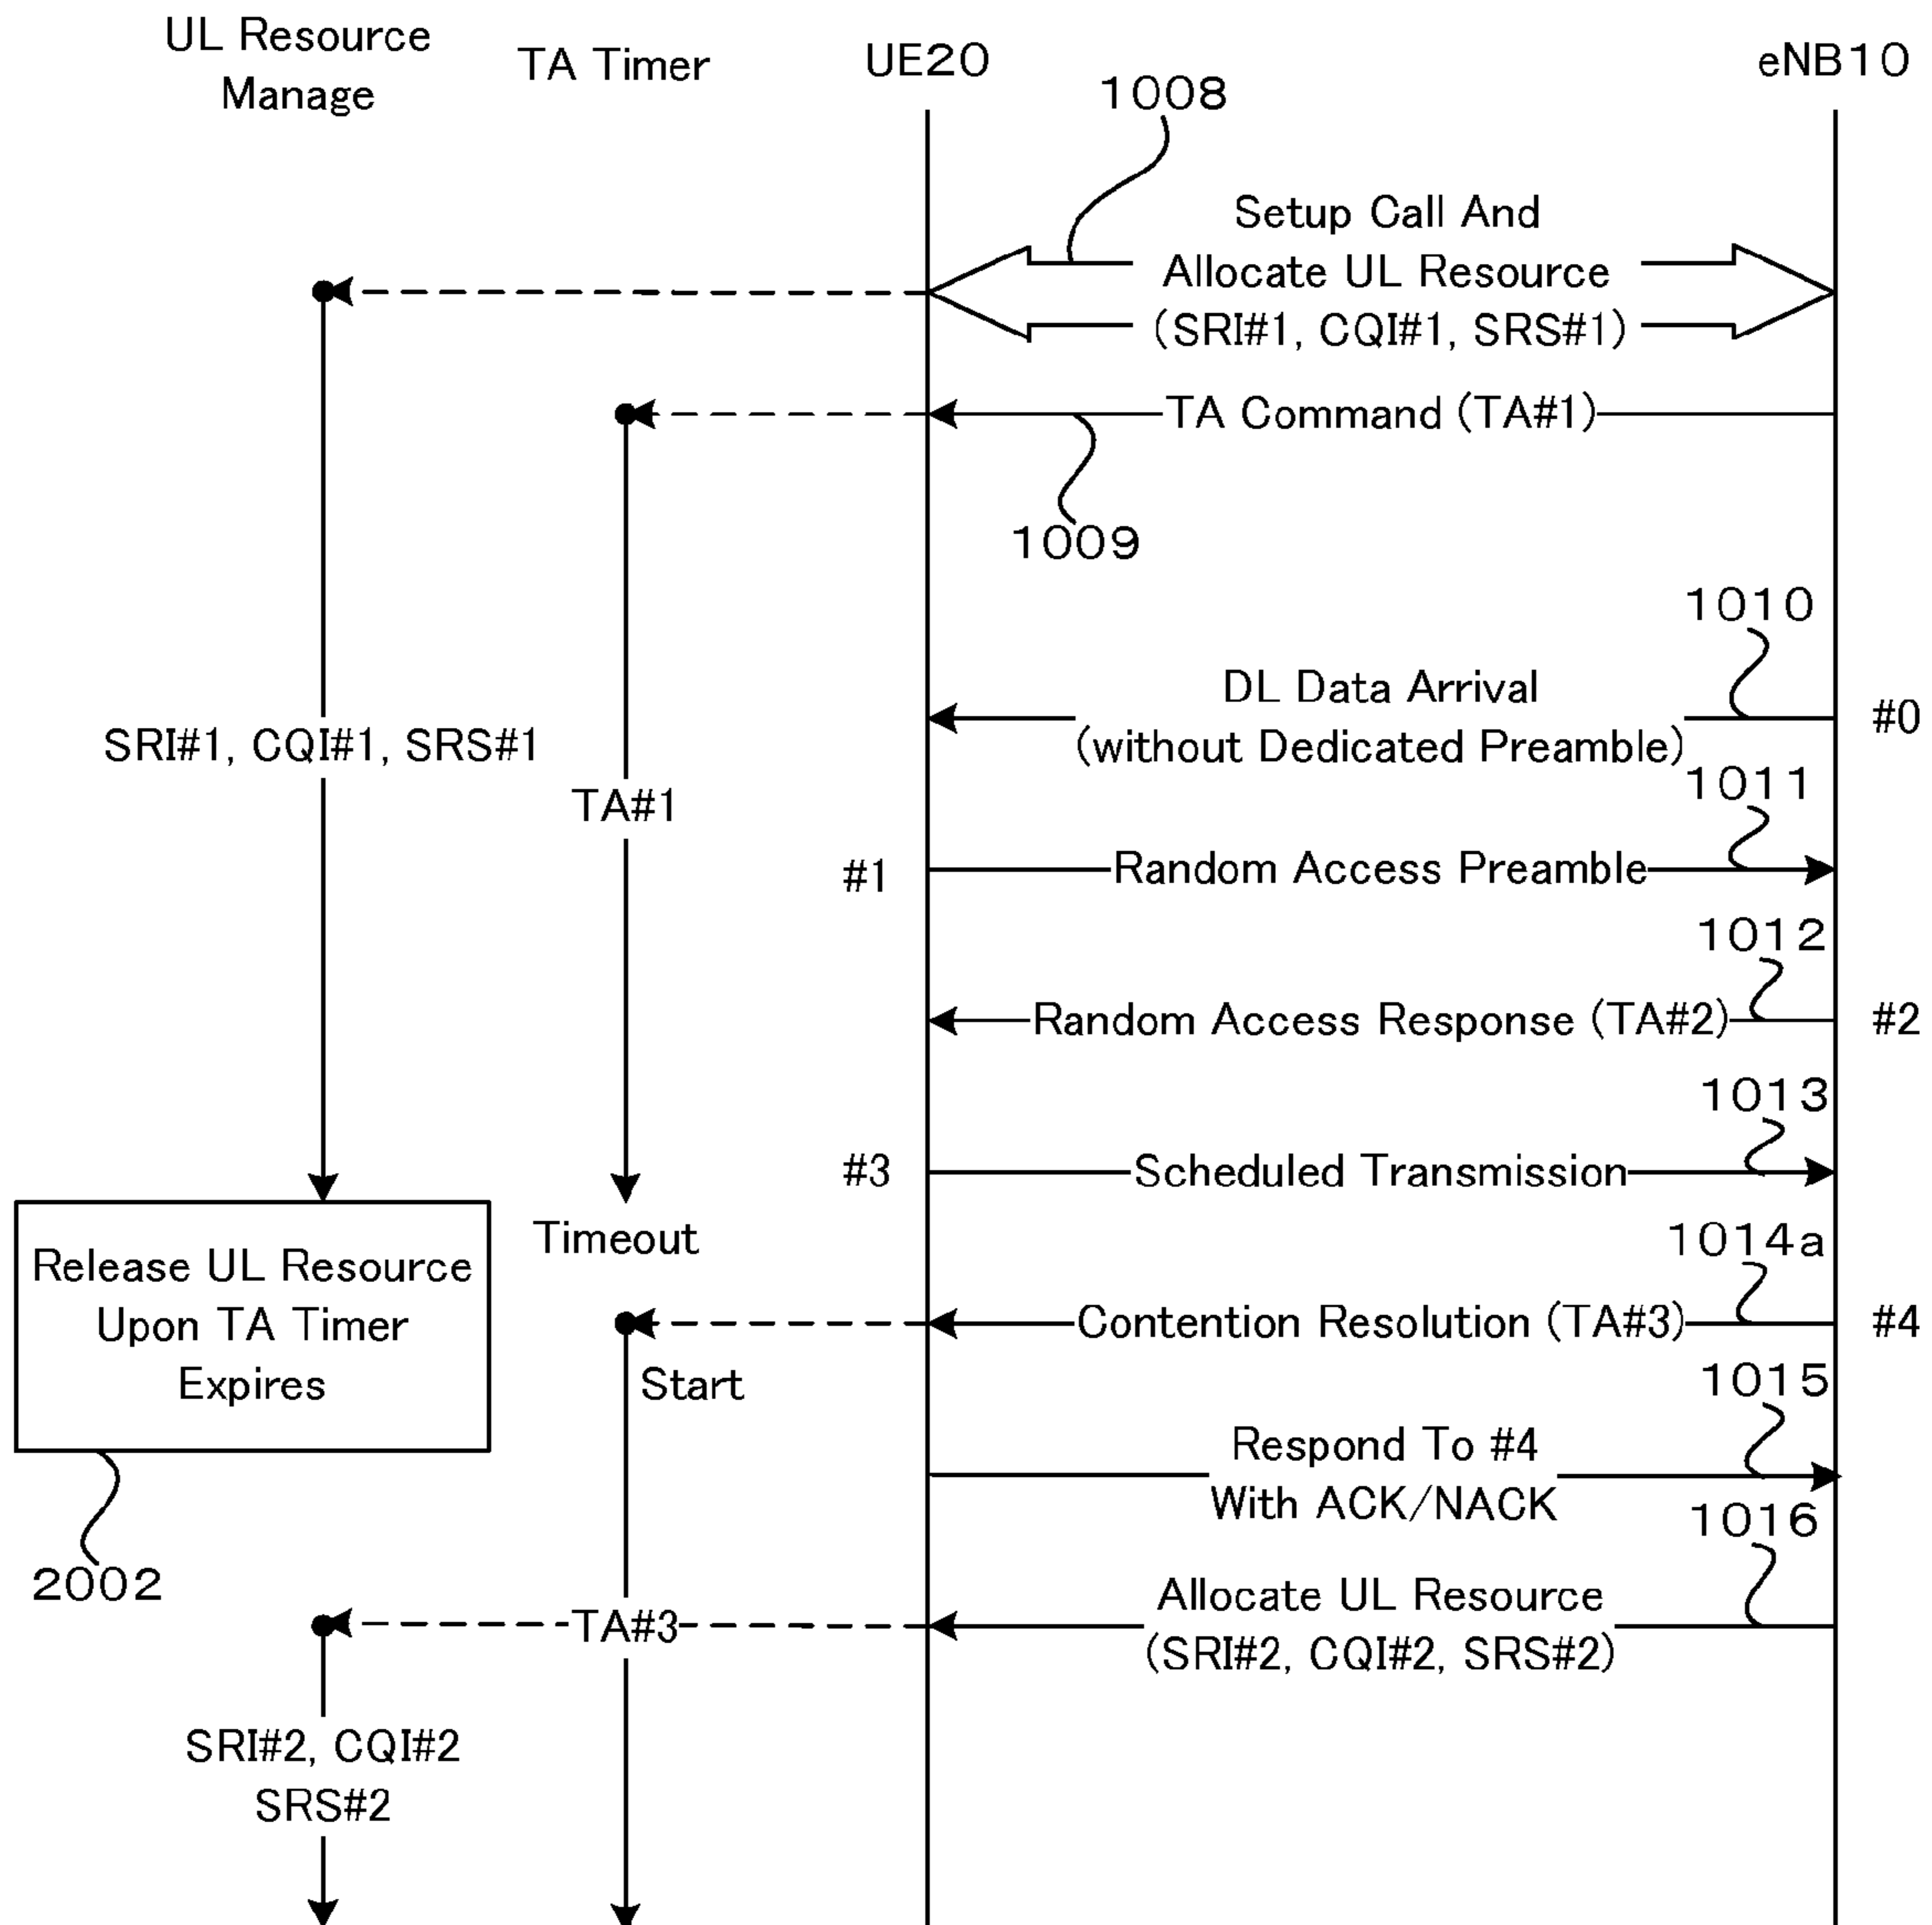 UL Resource
Manage
TA Timer
UE20
eNB10
1008
Setup Call And
Allocate UL Resource
(SRI#1, CQI#1, SRS#1)
TA Command (TA#1)
1009
1010
DL Data Arrival
(without Dedicated Preamble)
#0
SRI#1, CQI#1, SRS#1
TA#1
1011
#1
Random Access Preamble
1012
Random Access Response (TA#2)
#2
1013
#3
Scheduled Transmission
Timeout
Release UL Resource
Upon TA Timer
Expires
1014a
Contention Resolution (TA#3)
#4
Start
1015
Respond To #4
With ACK/NACK
2002
1016
Allocate UL Resource
(SRI#2, CQI#2, SRS#2)
TA#3
SRI#2, CQI#2
SRS#2